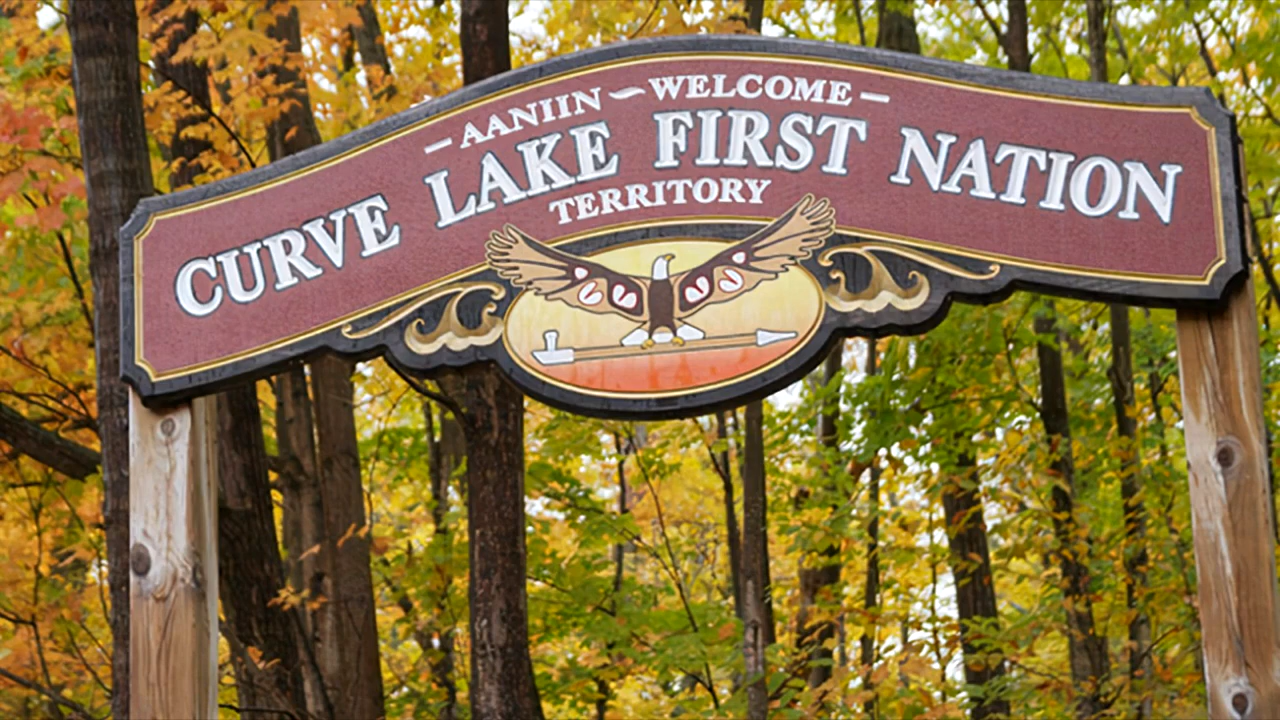 – AANIIN ~ WELCOME –
CURVE LAKE FIRST NATION
TERRITORY